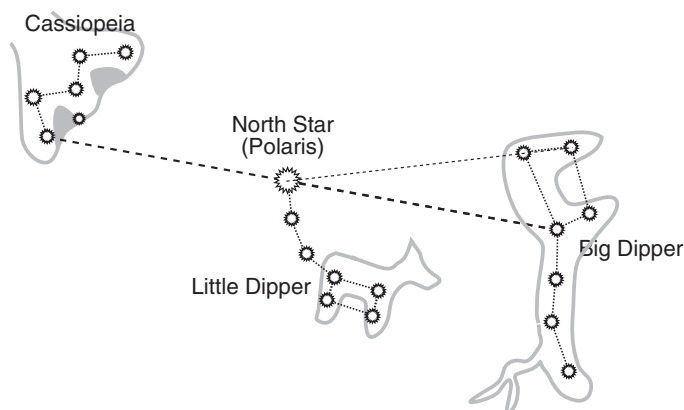 Cassiopeia
North Star
(Polaris)
Big Dipper
Little Dipper